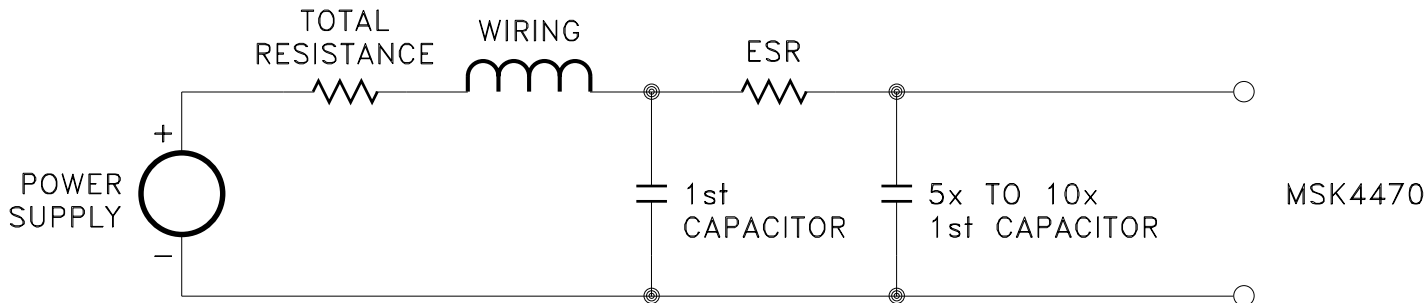 TOTAL
RESISTANCE
WIRING
ESR
+
POWER
SUPPLY
−
1st
CAPACITOR
5x TO 10x
1st CAPACITOR
MSK4470